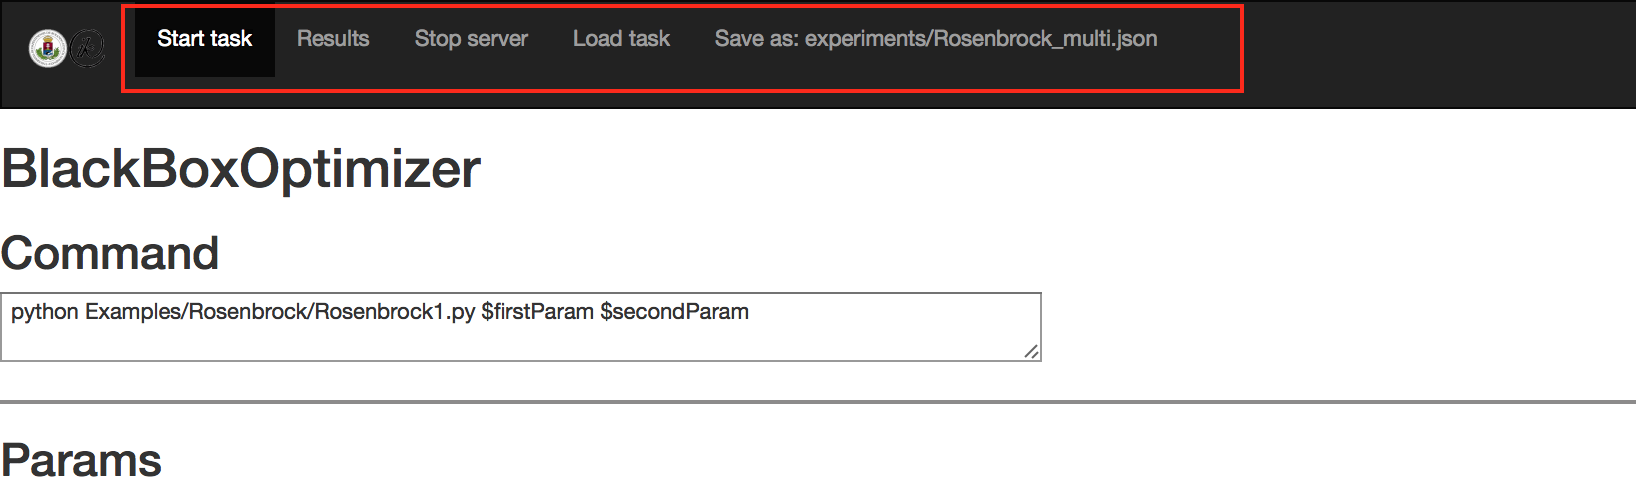 Start task Results Stop server Load task Save as: experiments/Rosenbrock_multi.json
BlackBoxOptimizer
Command
python Examples/Rosenbrock/Rosenbrock1.py $firstParam $secondParam
Params